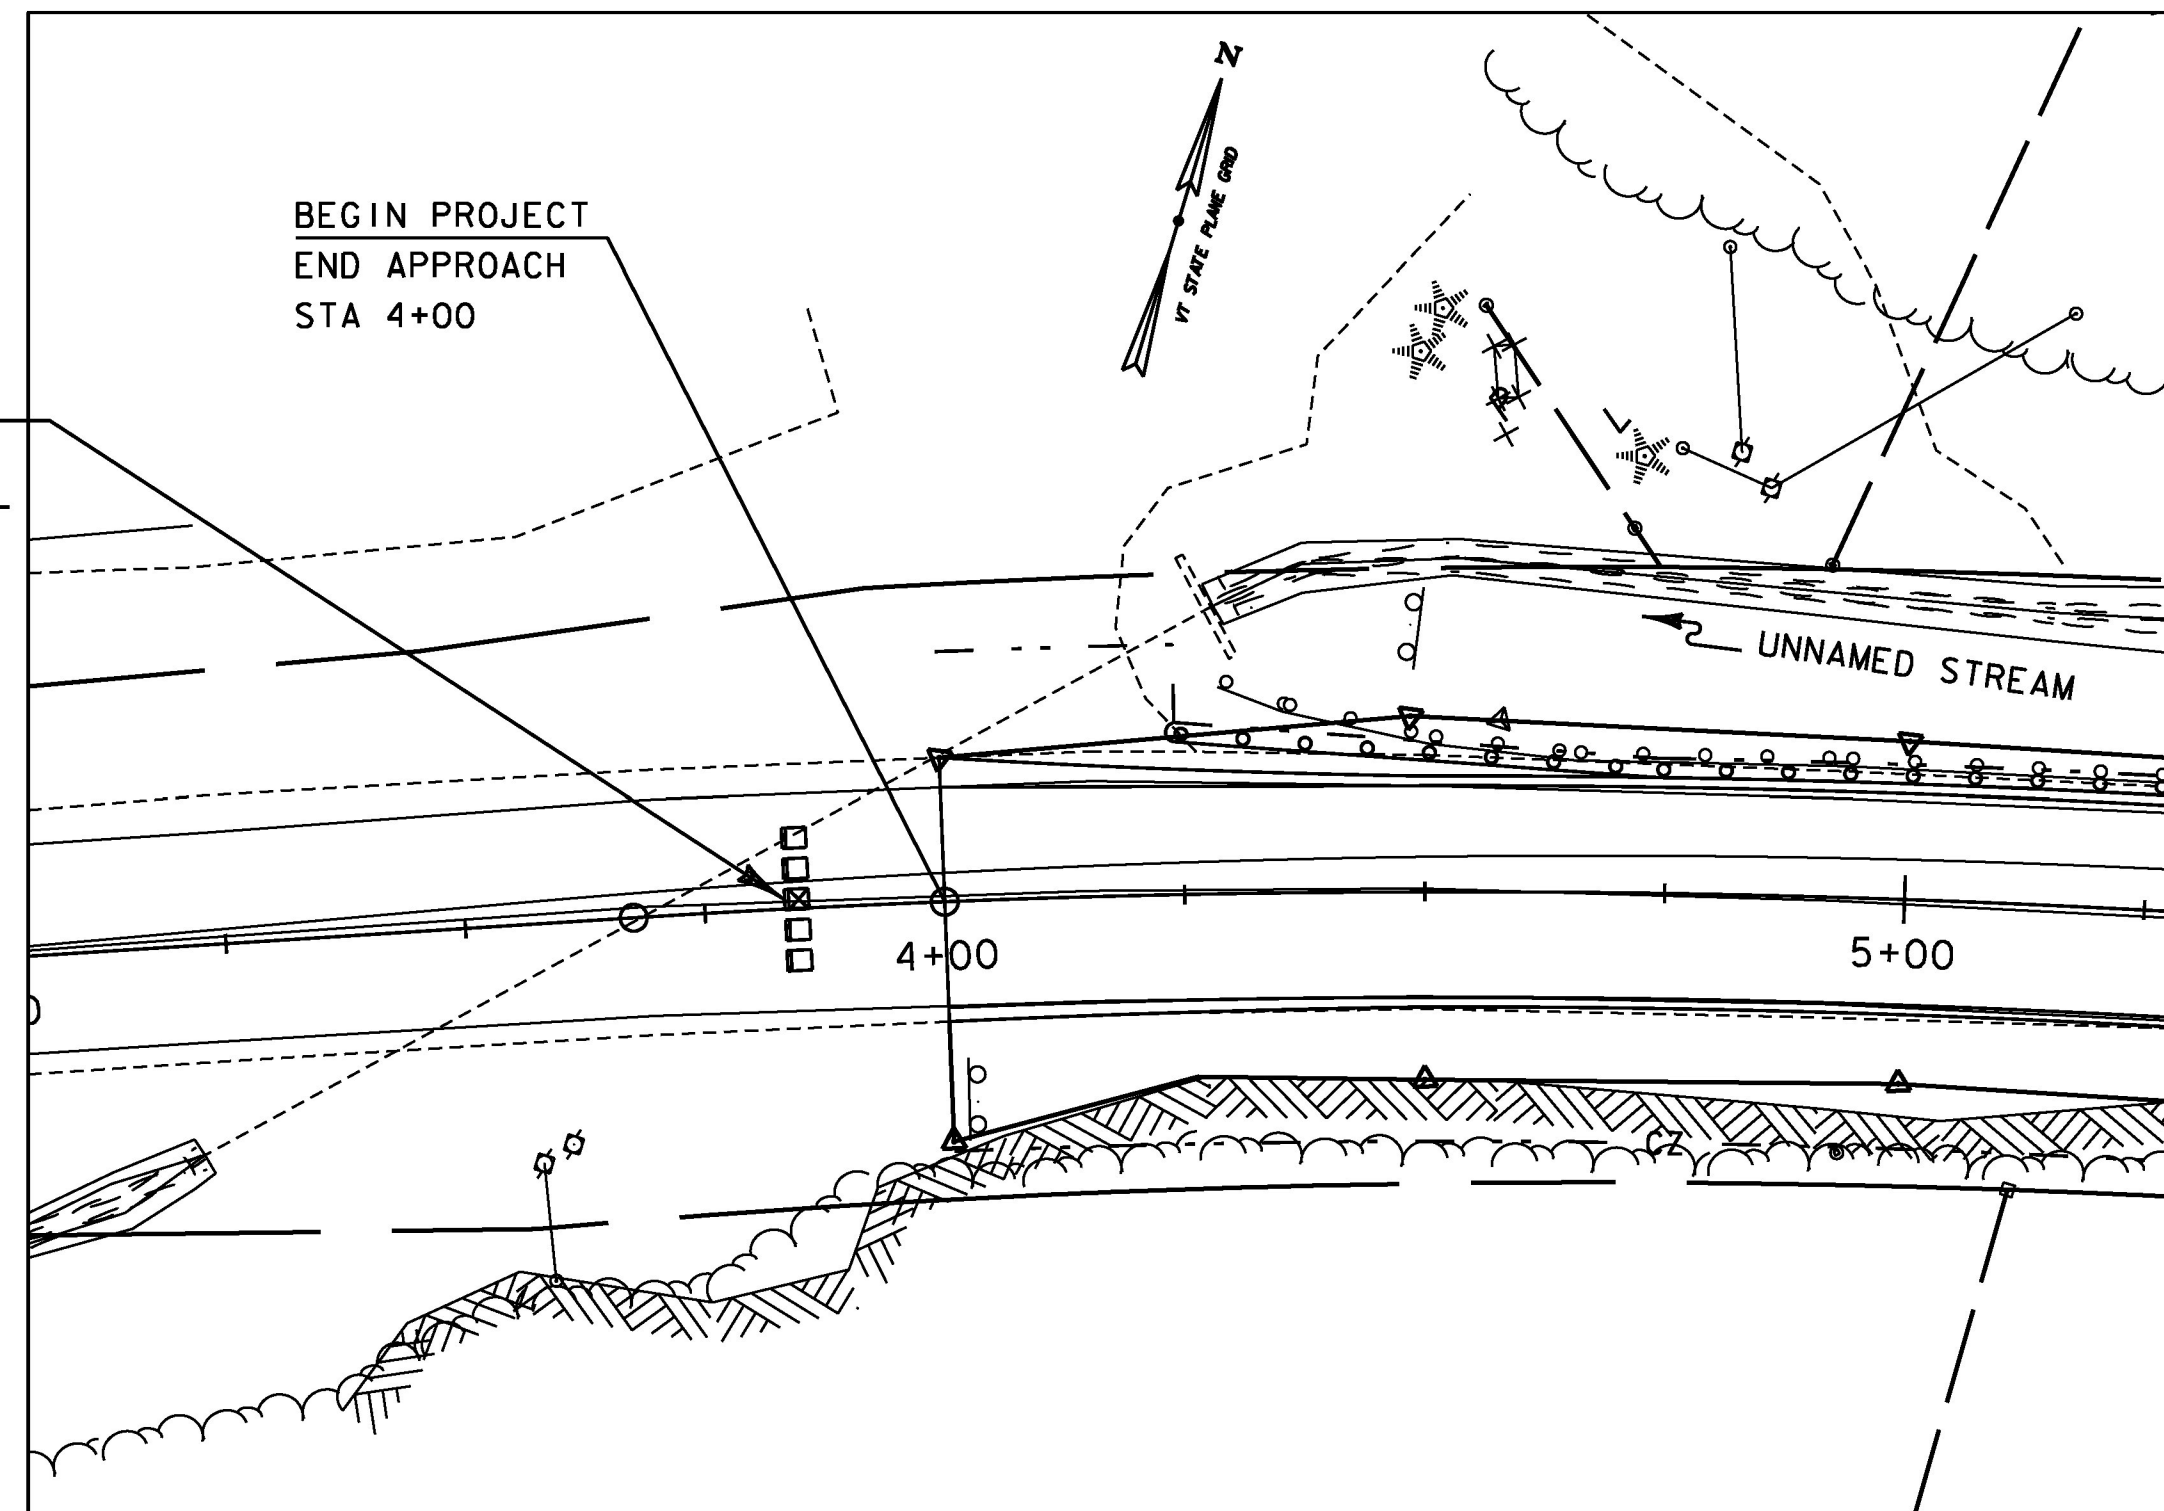 N
VT STATE PLANE GRID
BEGIN PROJECT
END APPROACH
STA 4+00
UNNAMED STREAM
4+00
5+00
CZ